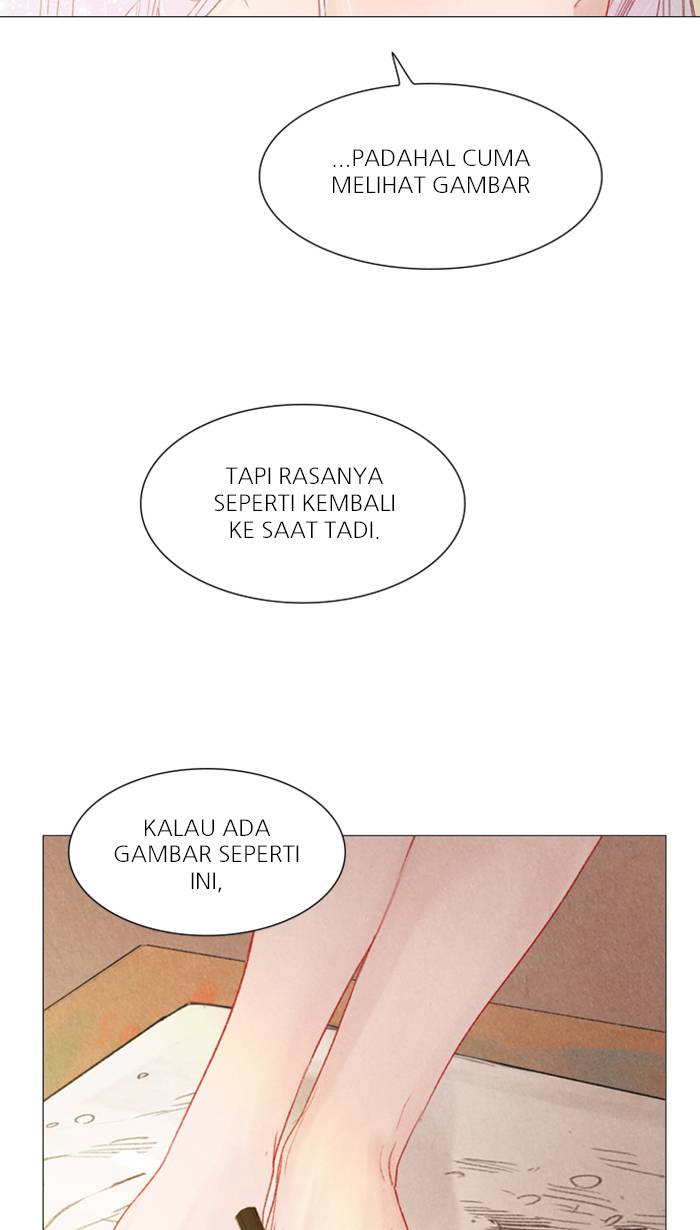 ...PADAHAL CUMA
MELIHAT GAMBAR
TAPI RASANYA
SEPERTI KEMBALI
KE SAAT TADI.
KALAU ADA
GAMBAR SEPERTI
INI,